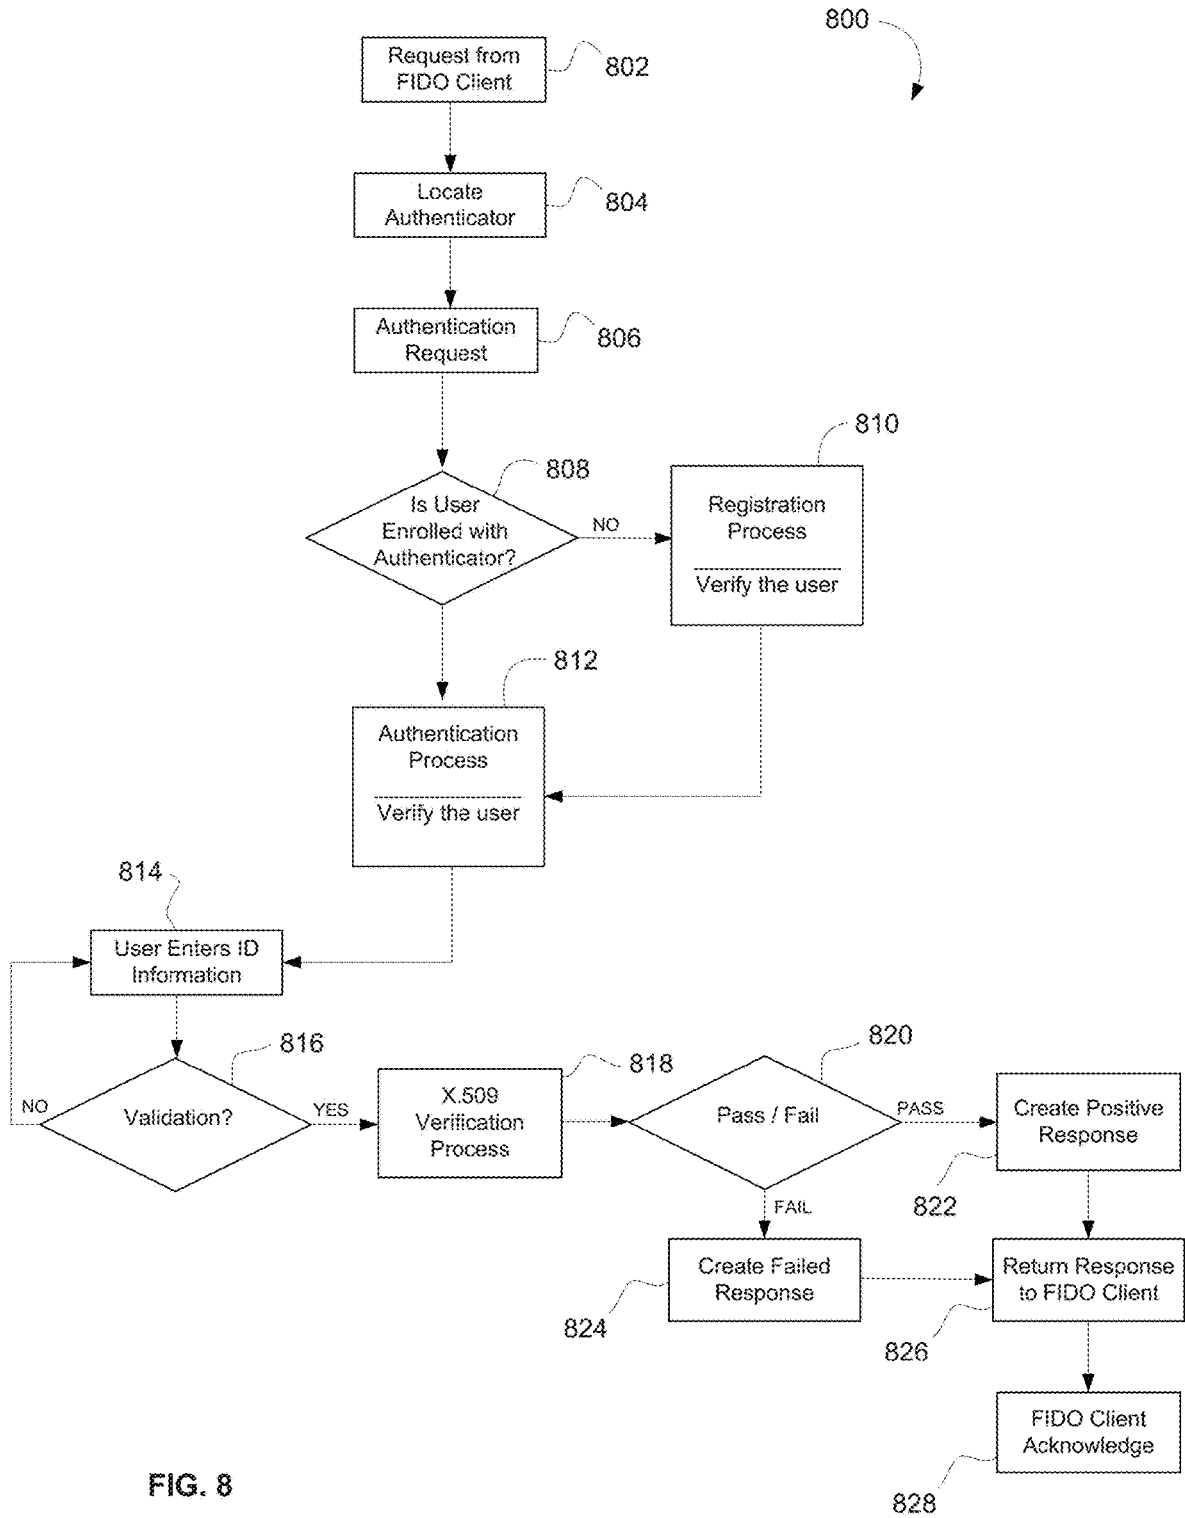 800
Request from
FIDO Client
802
Locate
Authenticator
804
Authentication
Request
806
810
808
Is User
Enrolled with
Authenticator?
NO
Registration
Process
Verify the user
812
Authentication
Process
Verify the user
814
User Enters ID
Information
816
NO
Validation?
YES
818
X.509
Verification
Process
820
Pass / Fail
PASS
Create Positive
Response
822
FAIL
Create Failed
Response
824
Return Response
to FIDO Client
826
FIDO Client
Acknowledge
828
FIG. 8